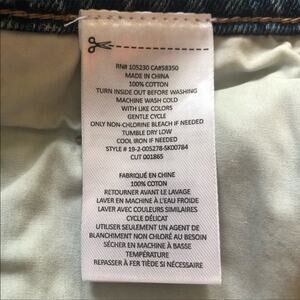 RN# 105230 CA#58350
MADE IN CHINA
100% COTTON
TURN INSIDE OUT BEFORE WASHING
MACHINE WASH COLD
WITH LIKE COLORS
GENTLE CYCLE
ONLY NON-CHLORINE BLEACH IF NEEDED
TUMBLE DRY LOW
COOL IRON IF NEEDED
STYLE # 19-2-005278-SK00784
CUT 001865
FABRIQUÉ EN CHINE
100% COTON
RETOURNER AVANT LE LAVAGE
LAVER EN MACHINE À L'EAU FROIDE
LAVER AVEC COULEURS SIMILAIRES
CYCLE DÉLICAT
UTILISER SEULEMENT UN AGENT DE
BLANCHIMENT NON CHLORÉ AU BESOIN
SÉCHER EN MACHINE À BASSE
TEMPÉRATURE
REPASSER À FER TIÈDE SI NÉCESSAIRE